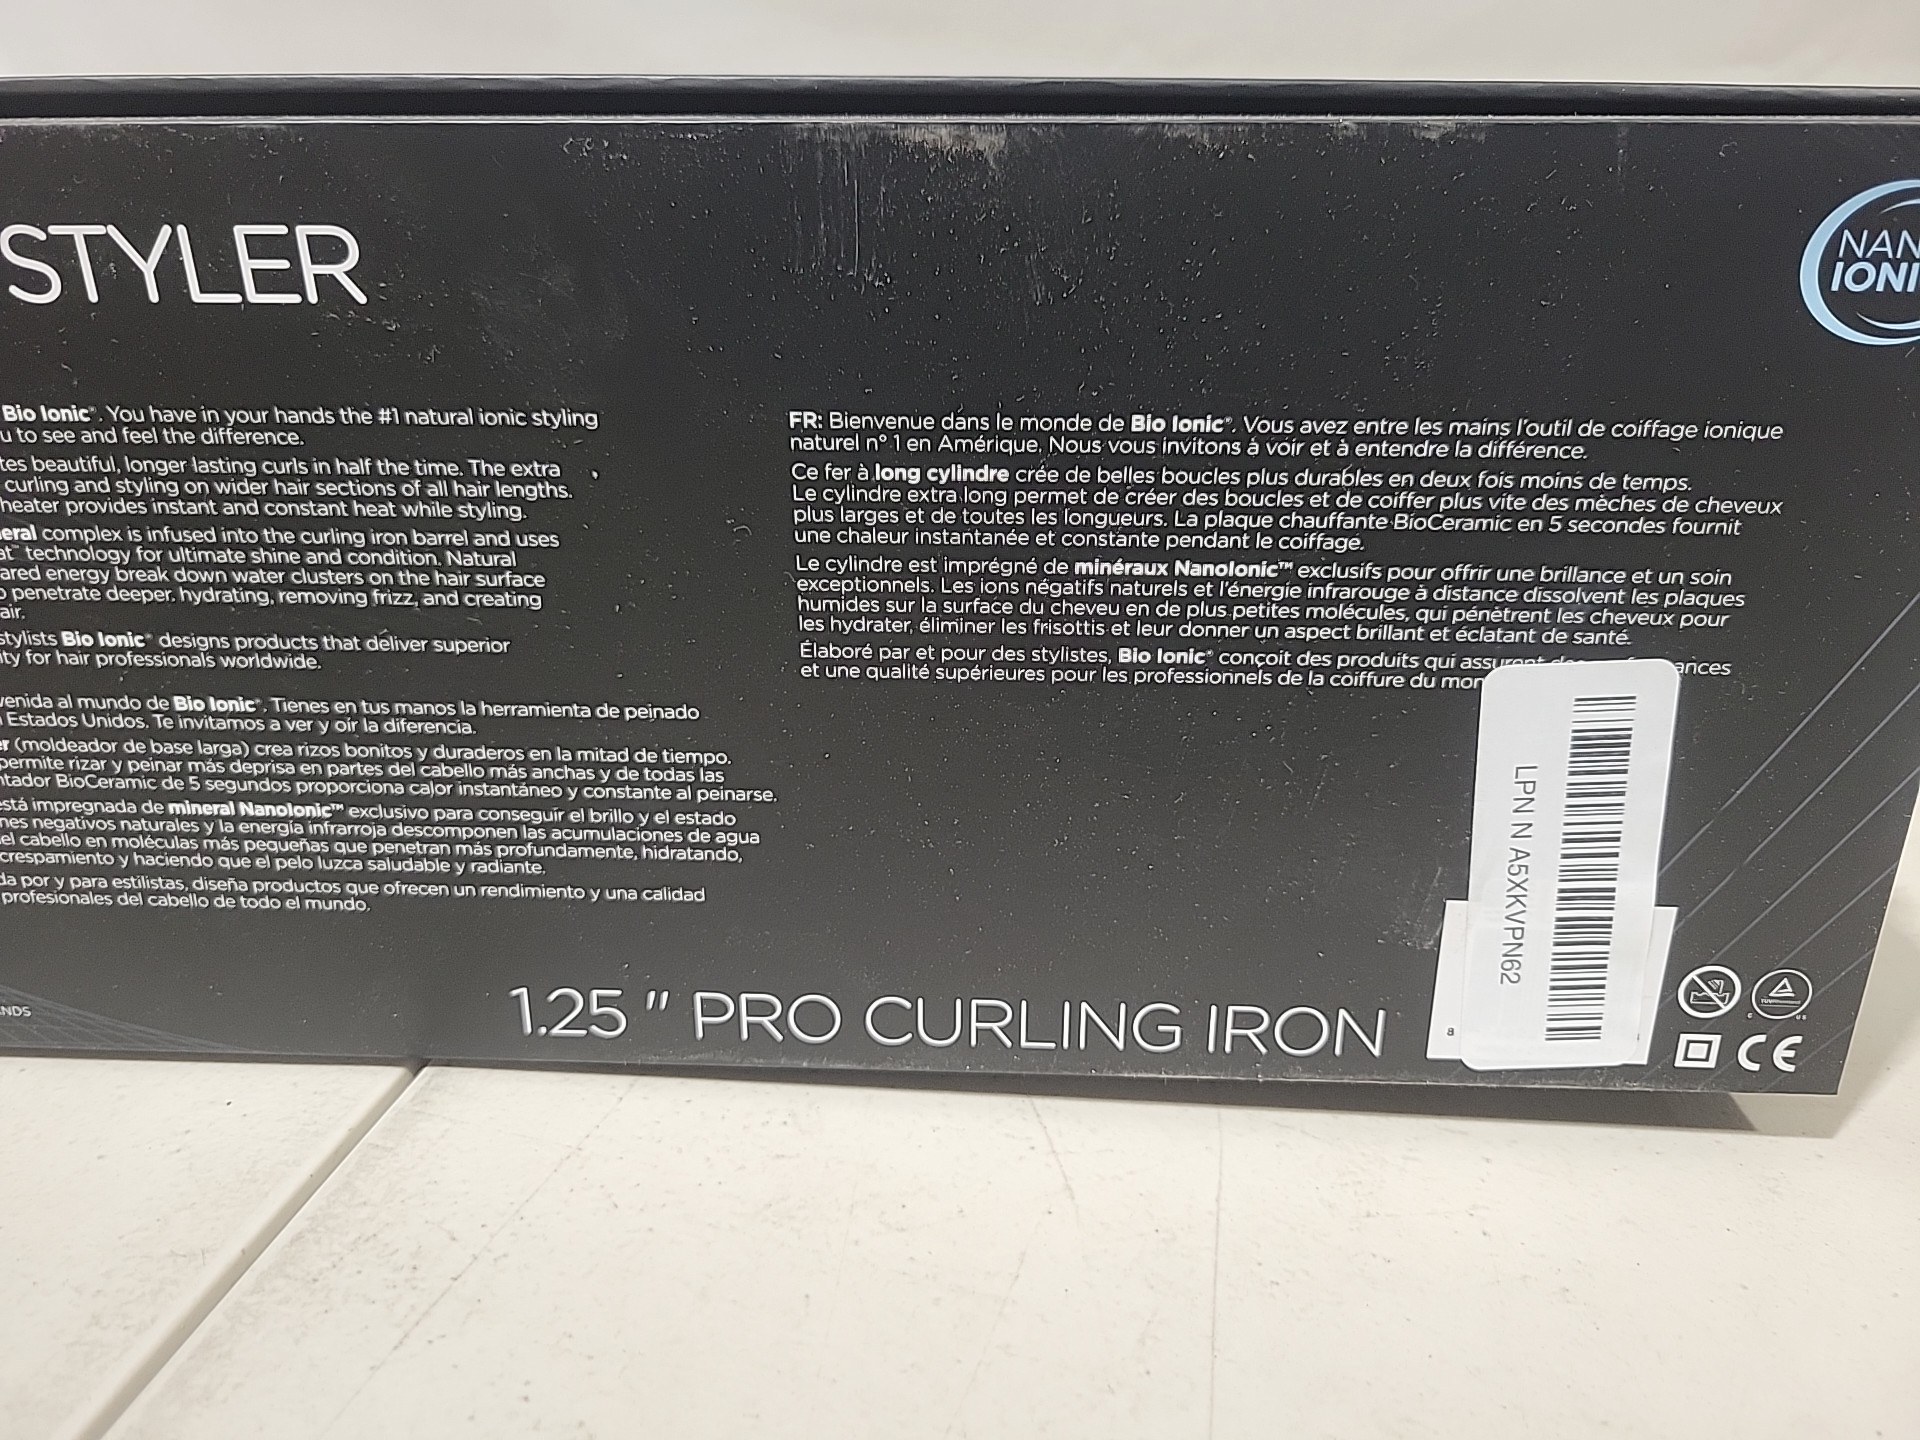 STYLER
NAN
IONI
Bio Ionic®. You have in your hands the #1 natural ionic styling
u to see and feel the difference.
tes beautiful, longer lasting curls in half the time. The extra
curling and styling on wider hair sections of all hair lengths.
heater provides instant and constant heat while styling.
eral complex is infused into the curling iron barrel and uses
at™ technology for ultimate shine and condition. Natural
ared energy break down water clusters on the hair surface
o penetrate deeper, hydrating, removing frizz, and creating
air.
stylists Bio Ionic® designs products that deliver superior
ity for hair professionals worldwide.
venida al mundo de Bio Ionic®. Tienes en tus manos la herramienta de peinado
n Estados Unidos. Te invitamos a ver y oír la diferencia.
er (moldeador de base larga) crea rizos bonitos y duraderos en la mitad de tiempo.
permite rizar y peinar más deprisa en partes del cabello más anchas y de todas las
ntador BioCeramic de 5 segundos proporciona calor instantáneo y constante al peinarse.
está impregnada de mineral NanoIonic™ exclusivo para conseguir el brillo y el estado
nes negativos naturales y la energía infrarroja descomponen las acumulaciones de agua
el cabello en moléculas más pequeñas que penetran más profundamente, hidratando,
crespamiento y haciendo que el pelo luzca saludable y radiante.
da por y para estilistas, diseña productos que ofrecen un rendimiento y una calidad
profesionales del cabello de todo el mundo.
FR: Bienvenue dans le monde de Bio Ionic®. Vous avez entre les mains l'outil de coiffage ionique
naturel n° 1 en Amérique. Nous vous invitons à voir et à entendre la différence.
Ce fer à long cylindre crée de belles boucles plus durables en deux fois moins de temps.
Le cylindre extra long permet de créer des boucles et de coiffer plus vite des mèches de cheveux
plus larges et de toutes les longueurs. La plaque chauffante BioCeramic en 5 secondes fournit
une chaleur instantanée et constante pendant le coiffage.
Le cylindre est imprégné de minéraux NanoIonic™ exclusifs pour offrir une brillance et un soin
exceptionnels. Les ions négatifs naturels et l'énergie infrarouge à distance dissolvent les plaques
humides sur la surface du cheveu en de plus petites molécules, qui pénètrent les cheveux pour
les hydrater, éliminer les frisottis et leur donner un aspect brillant et éclatant de santé.
Élaboré par et pour des stylistes, Bio Ionic® conçoit des produits qui assurent ances
et une qualité supérieures pour les professionnels de la coiffure du mon
LPN N A5XKVPN62
a
NDS
1.25 " PRO CURLING IRON
C US
CE